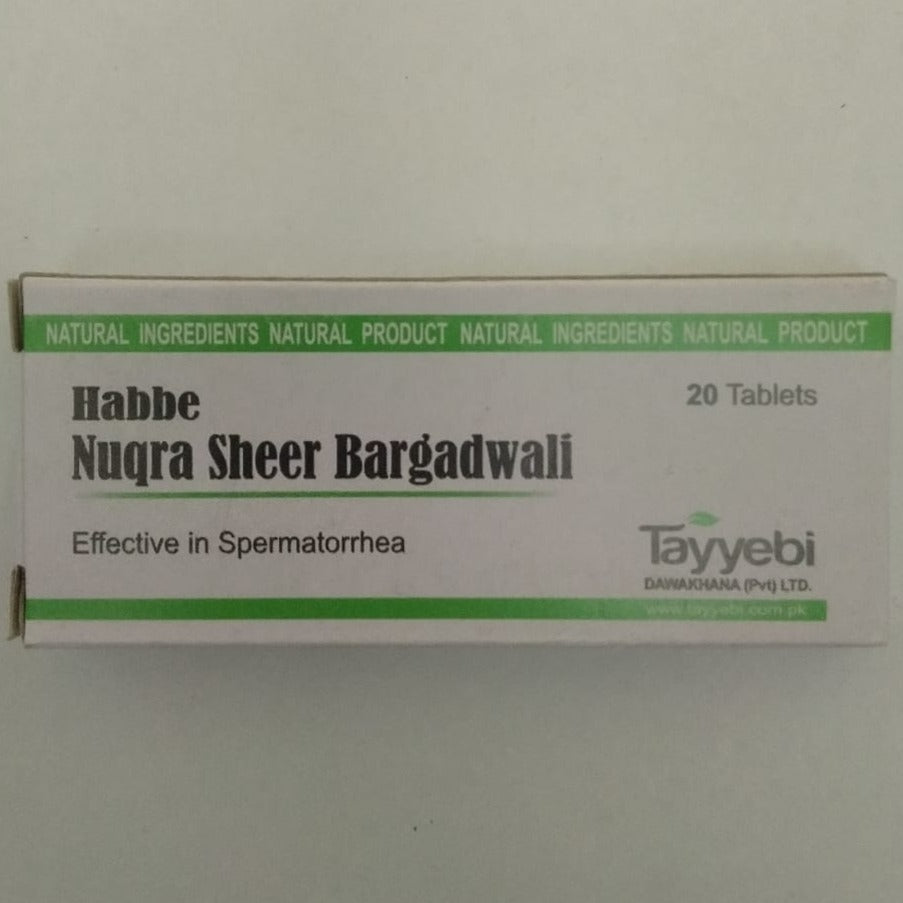 NATURAL INGREDIENTS NATURAL PRODUCT NATURAL INGREDIENTS NATURAL PRODUCT
Habbe
20 Tablets
Nuqra Sheer Bargadwali
Effective in Spermatorrhea
Tayyebi
DAWAKHANA (Pvt) LTD.
www.tayyebi.com.pk